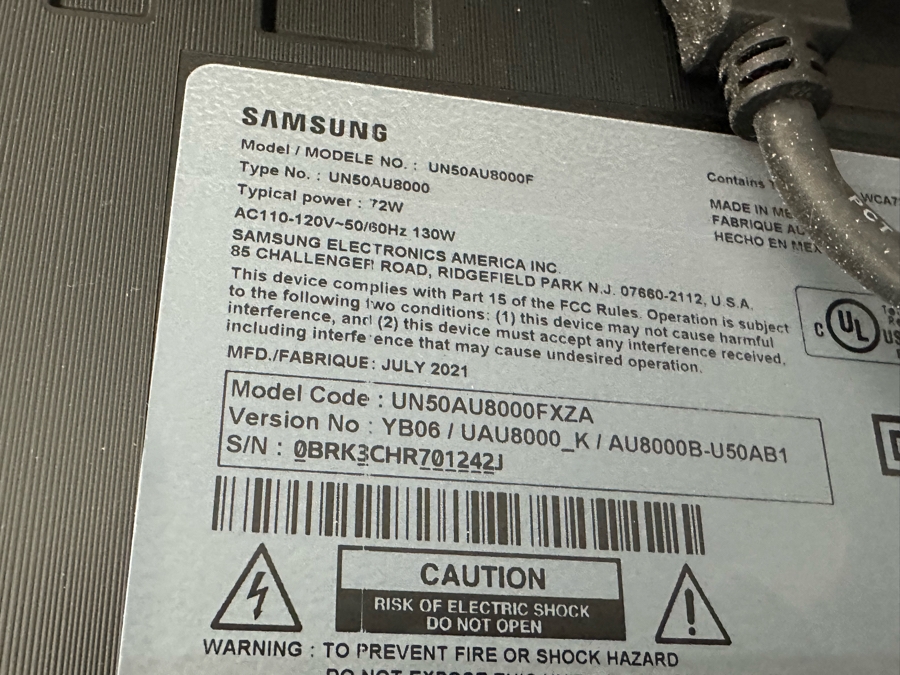 SAMSUNG
Model / MODELE NO. : UN50AU8000F
Type No. : UN50AU8000
Typical power : 72W
AC110-120V~50/60Hz 130W
SAMSUNG ELECTRONICS AMERICA INC.
85 CHALLENGER ROAD, RIDGEFIELD PARK N.J. 07660-2112, U.S.A.
This device complies with Part 15 of the FCC Rules. Operation is subject
to the following two conditions: (1) this device may not cause harmful
interference, and (2) this device must accept any interference received,
including interference that may cause undesired operation.
MFD./FABRIQUE: JULY 2021
Contains
MADE IN
FABRIQUE
HECHO EN
C UL US
Model Code : UN50AU8000FXZA
Version No : YB06 / UAU8000_K / AU8000B-U50AB1
S/N : 0BRK3CHR701242J
CAUTION
RISK OF ELECTRIC SHOCK
DO NOT OPEN
WARNING : TO PREVENT FIRE OR SHOCK HAZARD
DO NOT EXPOSE